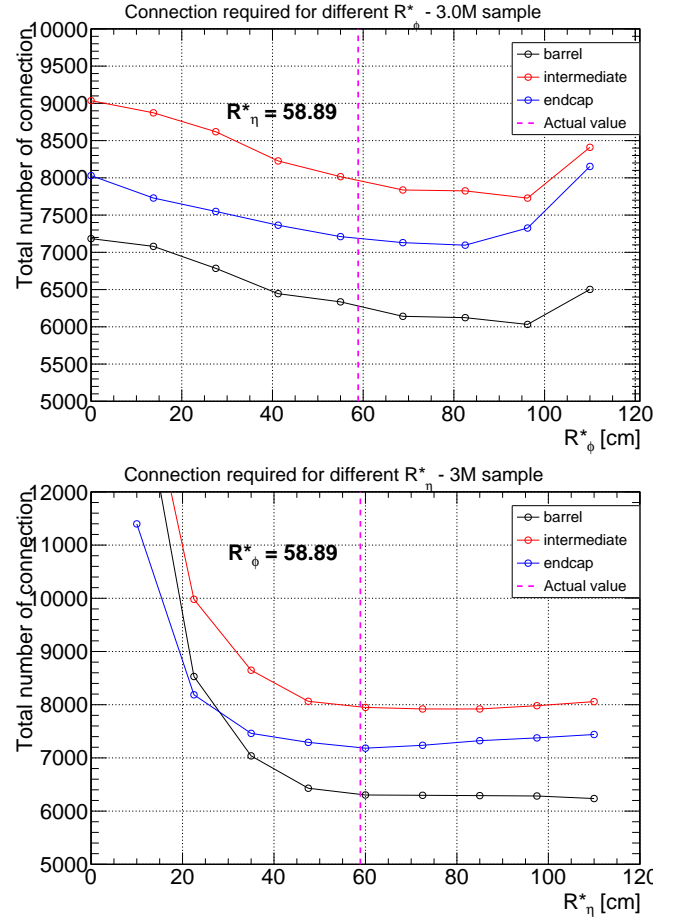 Connection required for different R*ϕ - 3.0M sample
Total number of connection
10000
9500
9000
8500
8000
7500
7000
6500
6000
5500
5000
R*η = 58.89
barrel
intermediate
endcap
Actual value
0 20 40 60 80 100 120
R*ϕ [cm]
Connection required for different R*η - 3M sample
Total number of connection
12000
11000
10000
9000
8000
7000
6000
5000
R*ϕ = 58.89
barrel
intermediate
endcap
Actual value
0 20 40 60 80 100 120
R*η [cm]